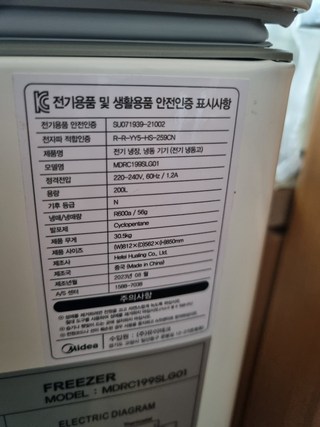 전기용품 및 생활용품 안전인증 표시사항
전기용품 안전인증 SU071939-21002
전자파 적합인증 R-R-YYS-HS-259CN
제품명 전기 냉장, 냉동 기기 (전기 냉동고)
모델명 MDRC199SLG01
정격전압 220-240V, 60Hz / 1.2A
용량 200L
기후 등급 N
냉매/냉매량 R600a / 56g
발포제 Cyclopentane
제품 무게 30.5kg
제품 사이즈
제조사 Hefei Hualing Co., Ltd.
제조국 중국 (Made in China)
제조년월 2023년
A/S 센터 1588-7038
주의사항
Midea
FREEZER
MODEL : MDRC199SLG01
ELECTRIC DIAGRAM